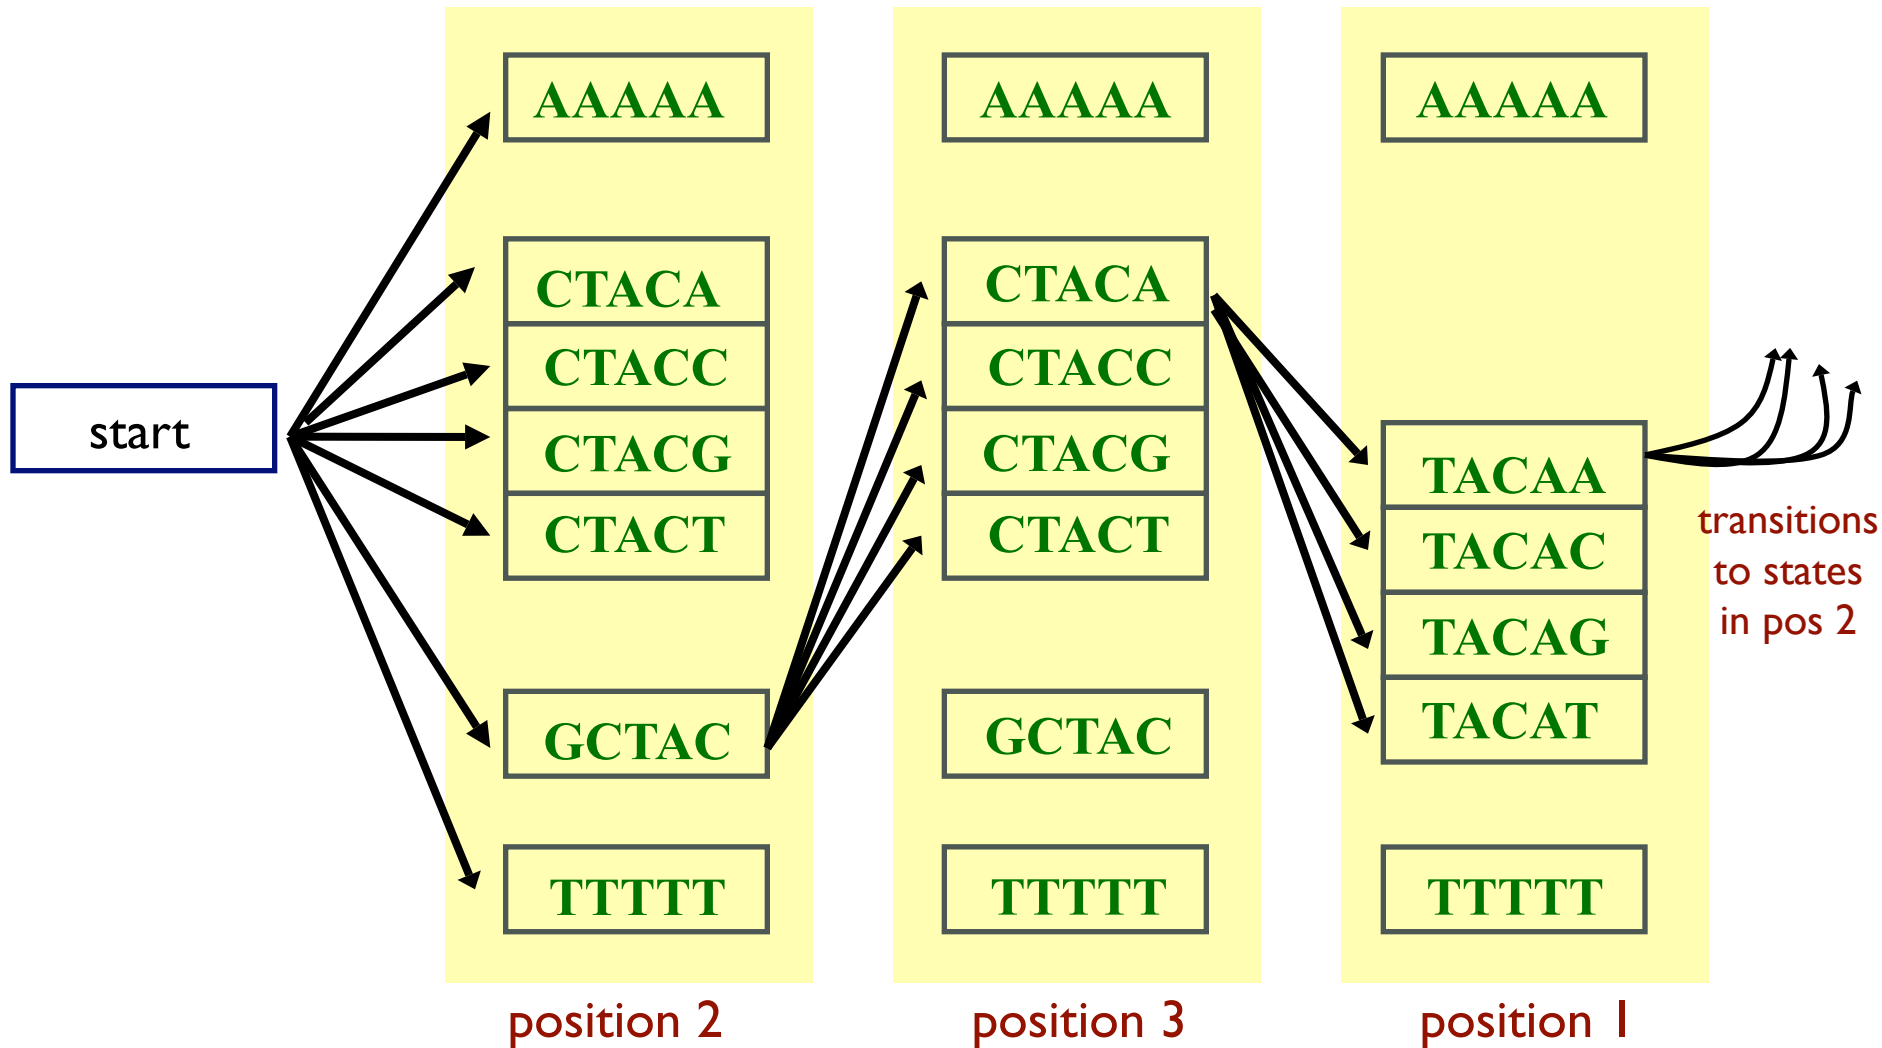 start
AAAAA
CTACA
CTACC
CTACG
CTACT
GCTAC
TTTTT
position 2
AAAAA
CTACA
CTACC
CTACG
CTACT
GCTAC
TTTTT
position 3
AAAAA
TACAA
TACAC
TACAG
TACAT
TTTTT
position 1
transitions
to states
in pos 2